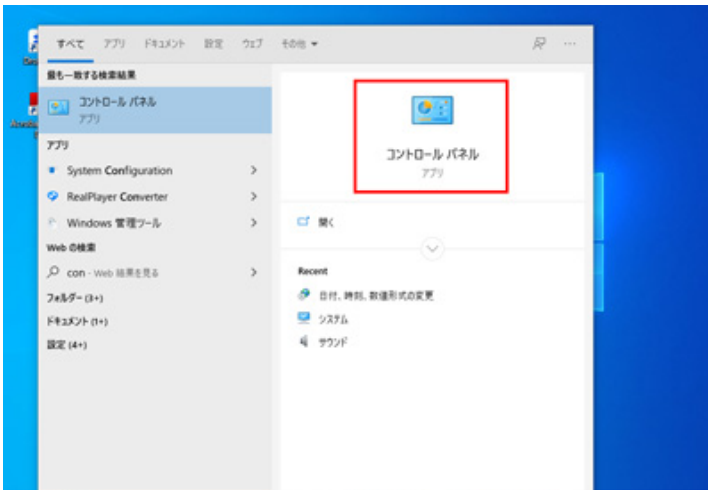 すべて アプリ ドキュメント 設定 ウェブ その他
最も一致する検索結果
コントロール パネル
アプリ
アプリ
System Configuration
RealPlayer Converter
Windows 管理ツール
Web の検索
con - Web 結果を見る
フォルダー (3+)
ドキュメント (1+)
設定 (4+)
コントロール パネル
アプリ
開く
Recent
日付、時刻、数値形式の変更
システム
サウンド